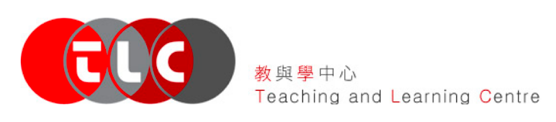 TLC
教與學中心
Teaching and Learning Centre